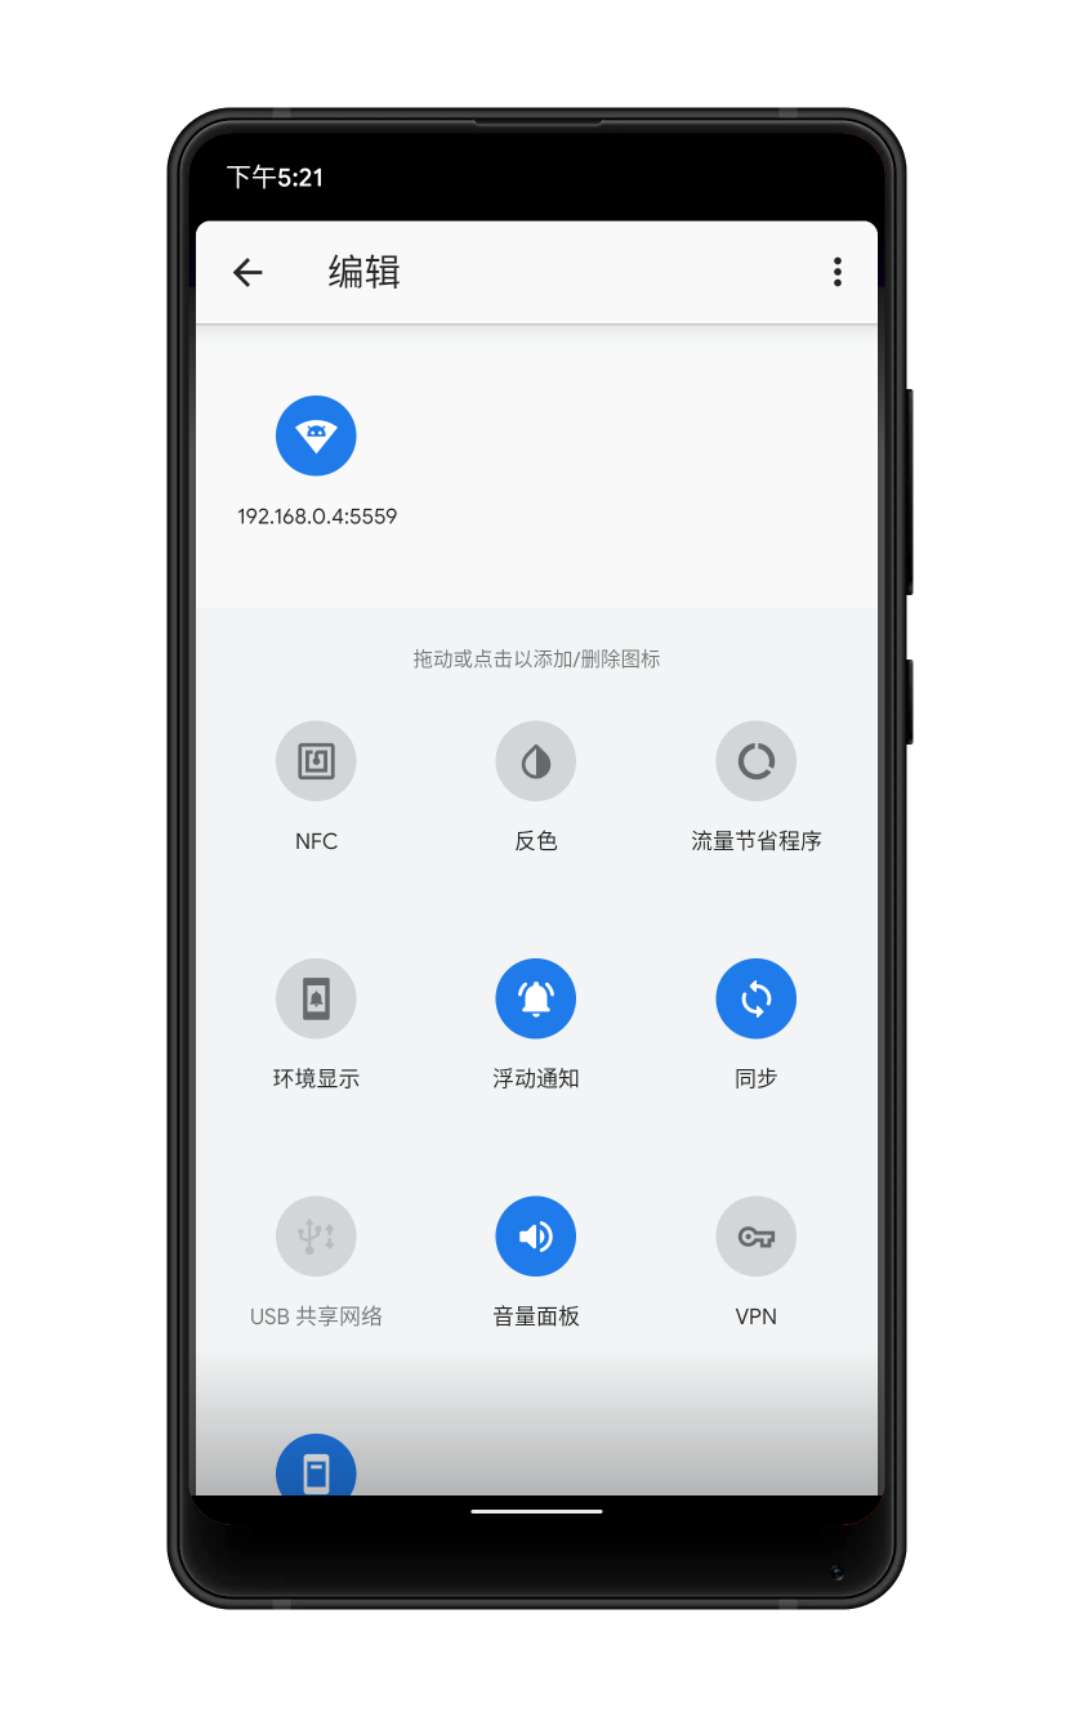 下午5:21
编辑
192.168.0.4:5559
拖动或点击以添加/删除图标
NFC
反色
流量节省程序
环境显示
浮动通知
同步
USB 共享网络
音量面板
VPN